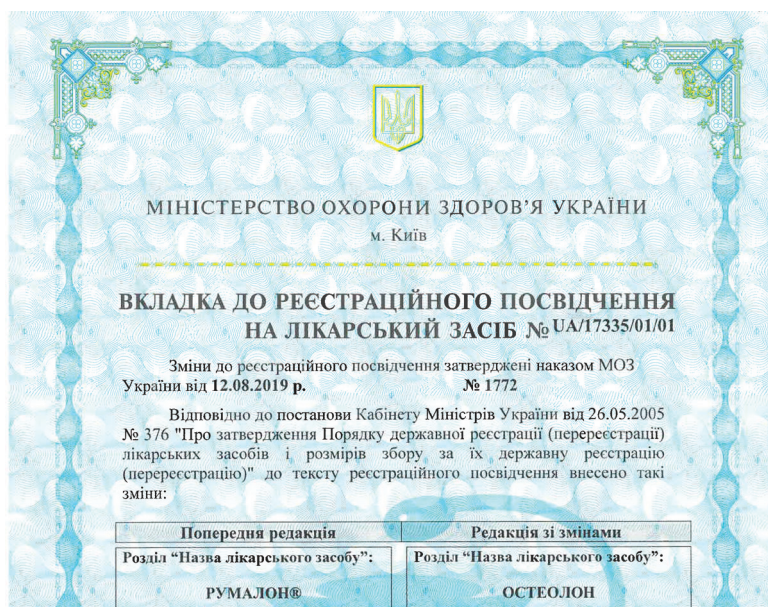 МІНІСТЕРСТВО ОХОРОНИ ЗДОРОВ'Я УКРАЇНИ
м. Київ
ВКЛАДКА ДО РЕЄСТРАЦІЙНОГО ПОСВІДЧЕННЯ
НА ЛІКАРСЬКИЙ ЗАСІБ № UA/17335/01/01
Зміни до реєстраційного посвідчення затверджені наказом МОЗ
України від 12.08.2019 р. № 1772
Відповідно до постанови Кабінету Міністрів України від 26.05.2005
№ 376 "Про затвердження Порядку державної реєстрації (перереєстрації)
лікарських засобів і розмірів збору за їх державну реєстрацію
(перереєстрацію)" до тексту реєстраційного посвідчення внесено такі
зміни:
Попередня редакція Редакція зі змінами
Розділ “Назва лікарського засобу”: Розділ “Назва лікарського засобу”:
РУМАЛОН® ОСТЕОЛОН